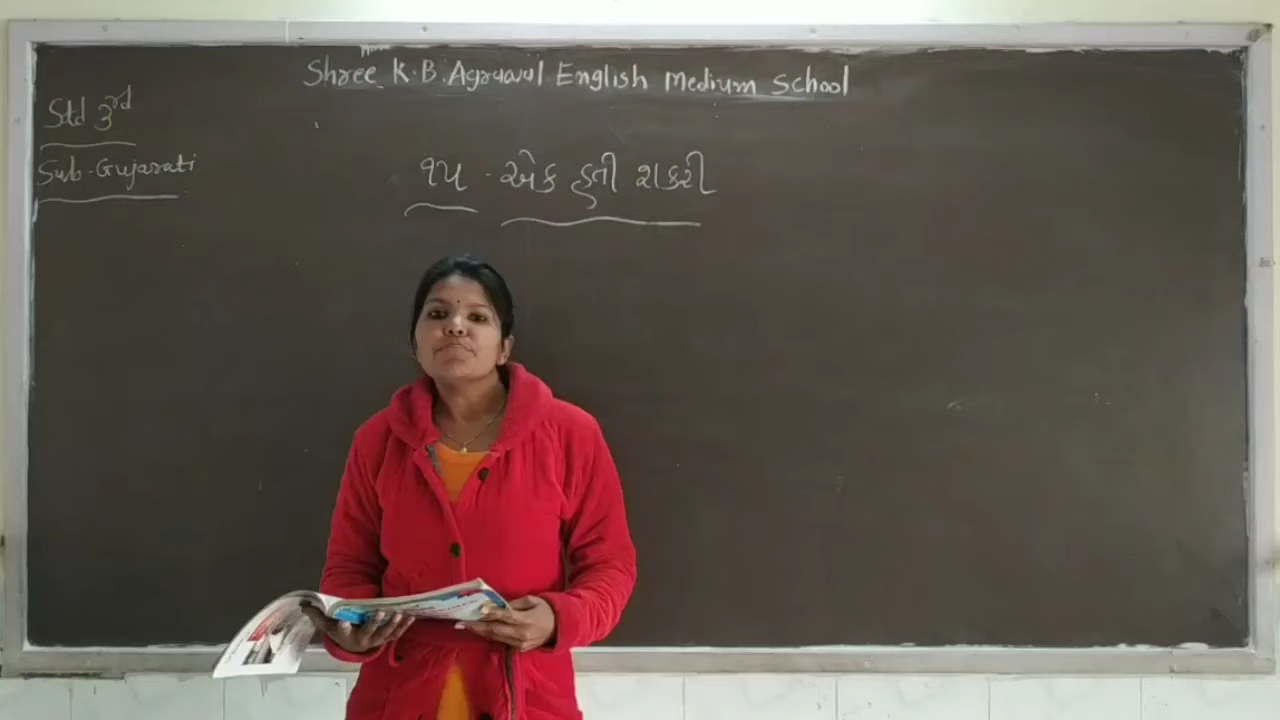 Shree K.B. Agrawal English Medium School
Std 3rd
Sub-Gujarati
૧૫ - એક હતી શકરી